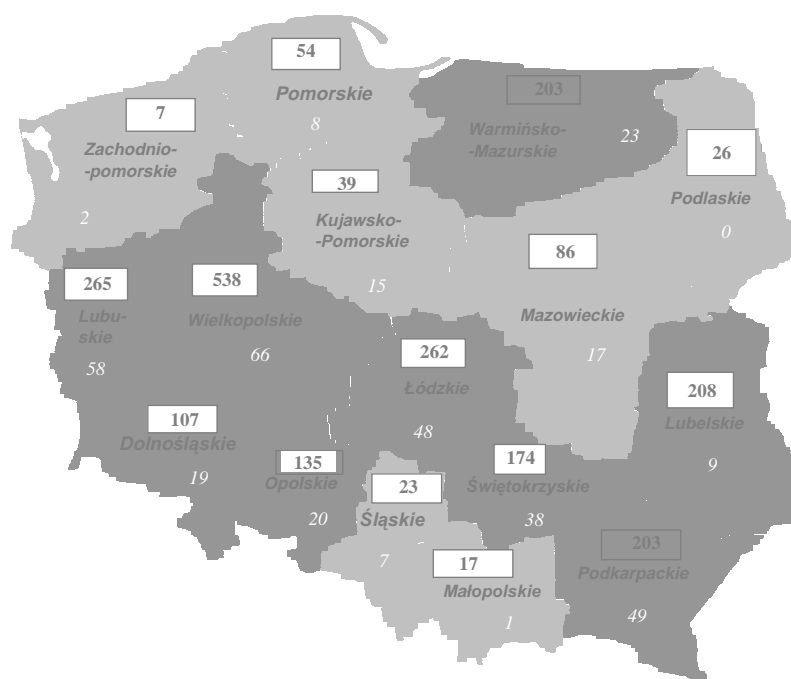 54
Pomorskie
8
203
Warmińsko-
-Mazurskie
23
7
Zachodnio-
-pomorskie
2
26
Podlaskie
0
39
Kujawsko-
-Pomorskie
15
86
Mazowieckie
17
265
Lubu-
skie
58
538
Wielkopolskie
66
262
Łódzkie
48
208
Lubelskie
9
107
Dolnośląskie
19
135
Opolskie
20
174
Świętokrzyskie
38
23
Śląskie
7
17
Małopolskie
1
203
Podkarpackie
49